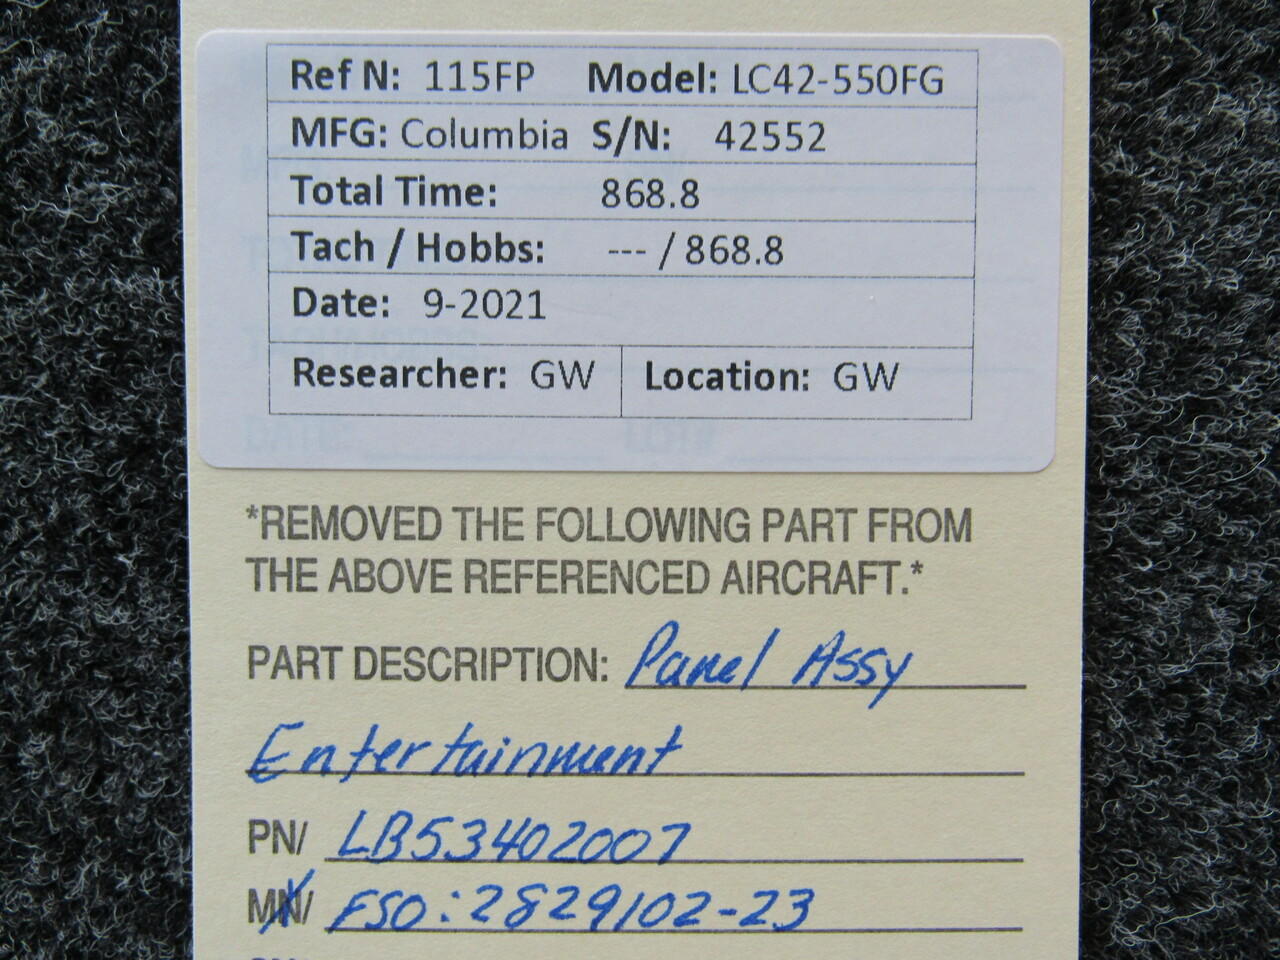 Ref N: 115FP Model: LC42-550FG
MFG: Columbia S/N: 42552
Total Time: 868.8
Tach / Hobbs: --- / 868.8
Date: 9-2021
Researcher: GW Location: GW
*REMOVED THE FOLLOWING PART FROM
THE ABOVE REFERENCED AIRCRAFT.*
PART DESCRIPTION: Panel Assy
Entertainment
PN/ LB53402007
MN/ FSO: 2829102-23